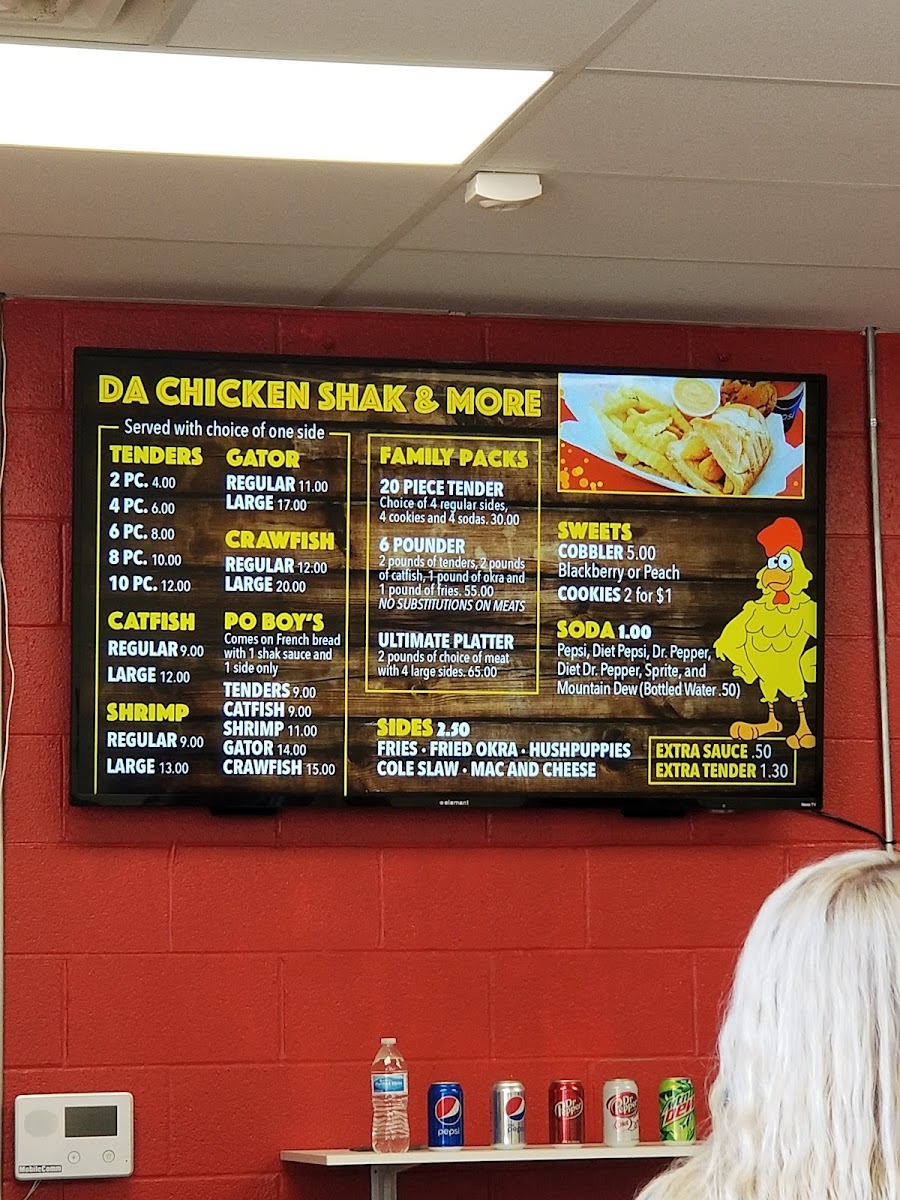 DA CHICKEN SHAK & MORE
Served with choice of one side
TENDERS
2 PC. 4.00
4 PC. 6.00
6 PC. 8.00
8 PC. 10.00
10 PC. 12.00
CATFISH
REGULAR 9.00
LARGE 12.00
SHRIMP
REGULAR 9.00
LARGE 13.00
GATOR
REGULAR 11.00
LARGE 17.00
CRAWFISH
REGULAR 12.00
LARGE 20.00
PO BOY'S
Comes on French bread
with 1 shak sauce and
1 side only
TENDERS 9.00
CATFISH 9.00
SHRIMP 11.00
GATOR 14.00
CRAWFISH 15.00
FAMILY PACKS
20 PIECE TENDER
Choice of 4 regular sides,
4 cookies and 4 sodas. 30.00
6 POUNDER
2 pounds of tenders, 2 pounds
of catfish, 1 pound of okra and
1 pound of fries. 55.00
NO SUBSTITUTIONS ON MEATS
ULTIMATE PLATTER
2 pounds of choice of meat
with 4 large sides. 65.00
SIDES 2.50
FRIES • FRIED OKRA • HUSHPUPPIES
COLE SLAW • MAC AND CHEESE
SWEETS
COBBLER 5.00
Blackberry or Peach
COOKIES 2 for $1
SODA 1.00
Pepsi, Diet Pepsi, Dr. Pepper,
Diet Dr. Pepper, Sprite, and
Mountain Dew (Bottled Water .50)
EXTRA SAUCE .50
EXTRA TENDER 1.30
element
Roku TV
pepsi
pepsi
Dr Pepper
Dr Pepper
Mtn Dew
MobileComm